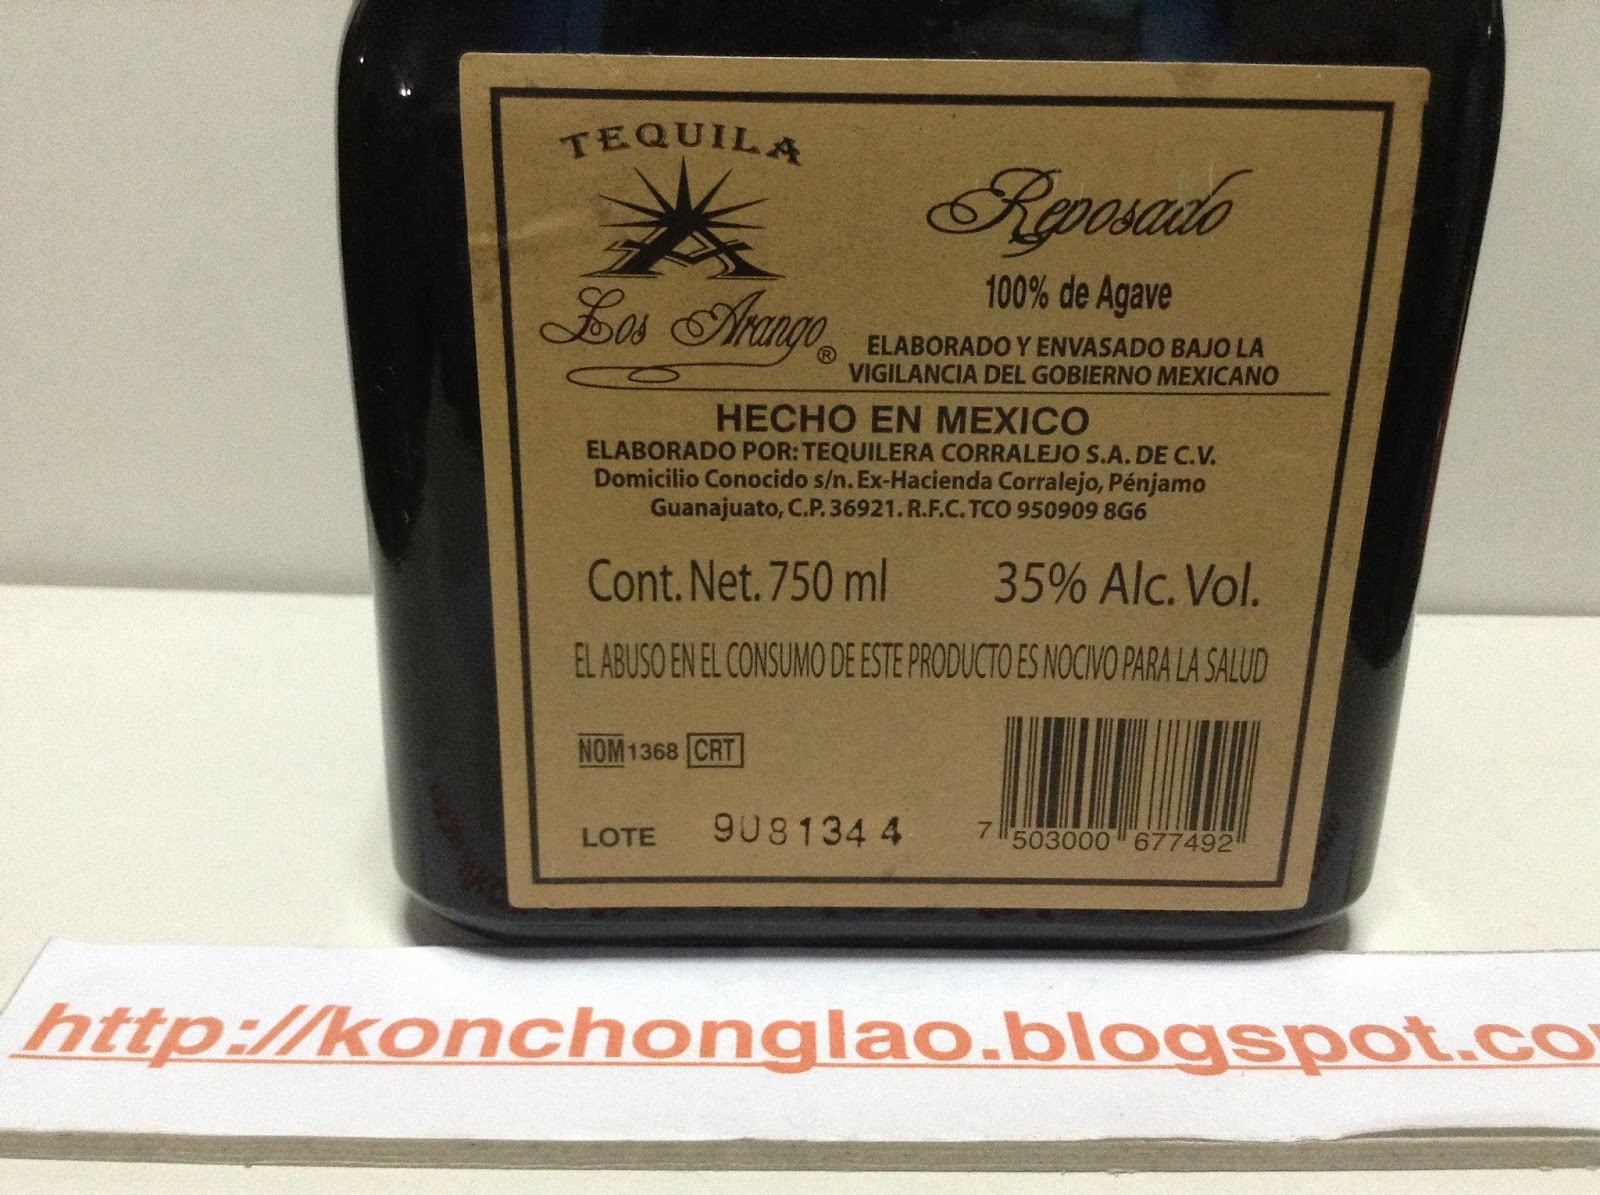 TEQUILA
Los Arango ®
Reposado
100% de Agave
ELABORADO Y ENVASADO BAJO LA
VIGILANCIA DEL GOBIERNO MEXICANO
HECHO EN MEXICO
ELABORADO POR: TEQUILERA CORRALEJO S.A. DE C.V.
Domicilio Conocido s/n. Ex-Hacienda Corralejo, Pénjamo
Guanajuato, C.P. 36921. R.F.C. TCO 950909 8G6
Cont. Net. 750 ml 35% Alc. Vol.
EL ABUSO EN EL CONSUMO DE ESTE PRODUCTO ES NOCIVO PARA LA SALUD
NOM 1368 CRT
LOTE 9U81344
7 503000 677492
http://konchonglao.blogspot.co